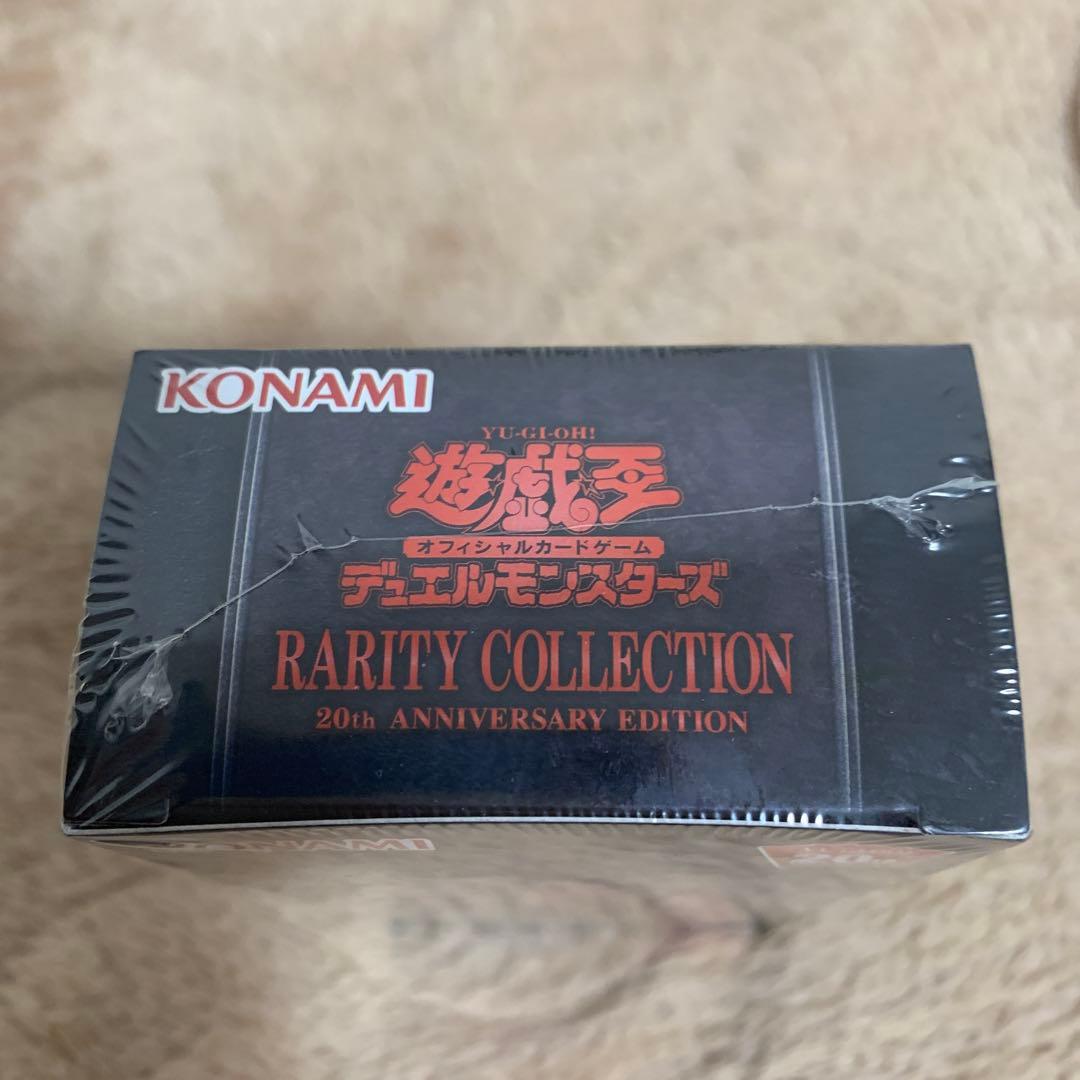 KONAMI
YU-GI-OH!
遊戯王
オフィシャルカードゲーム
デュエルモンスターズ
RARITY COLLECTION
20th ANNIVERSARY EDITION
KONAMI